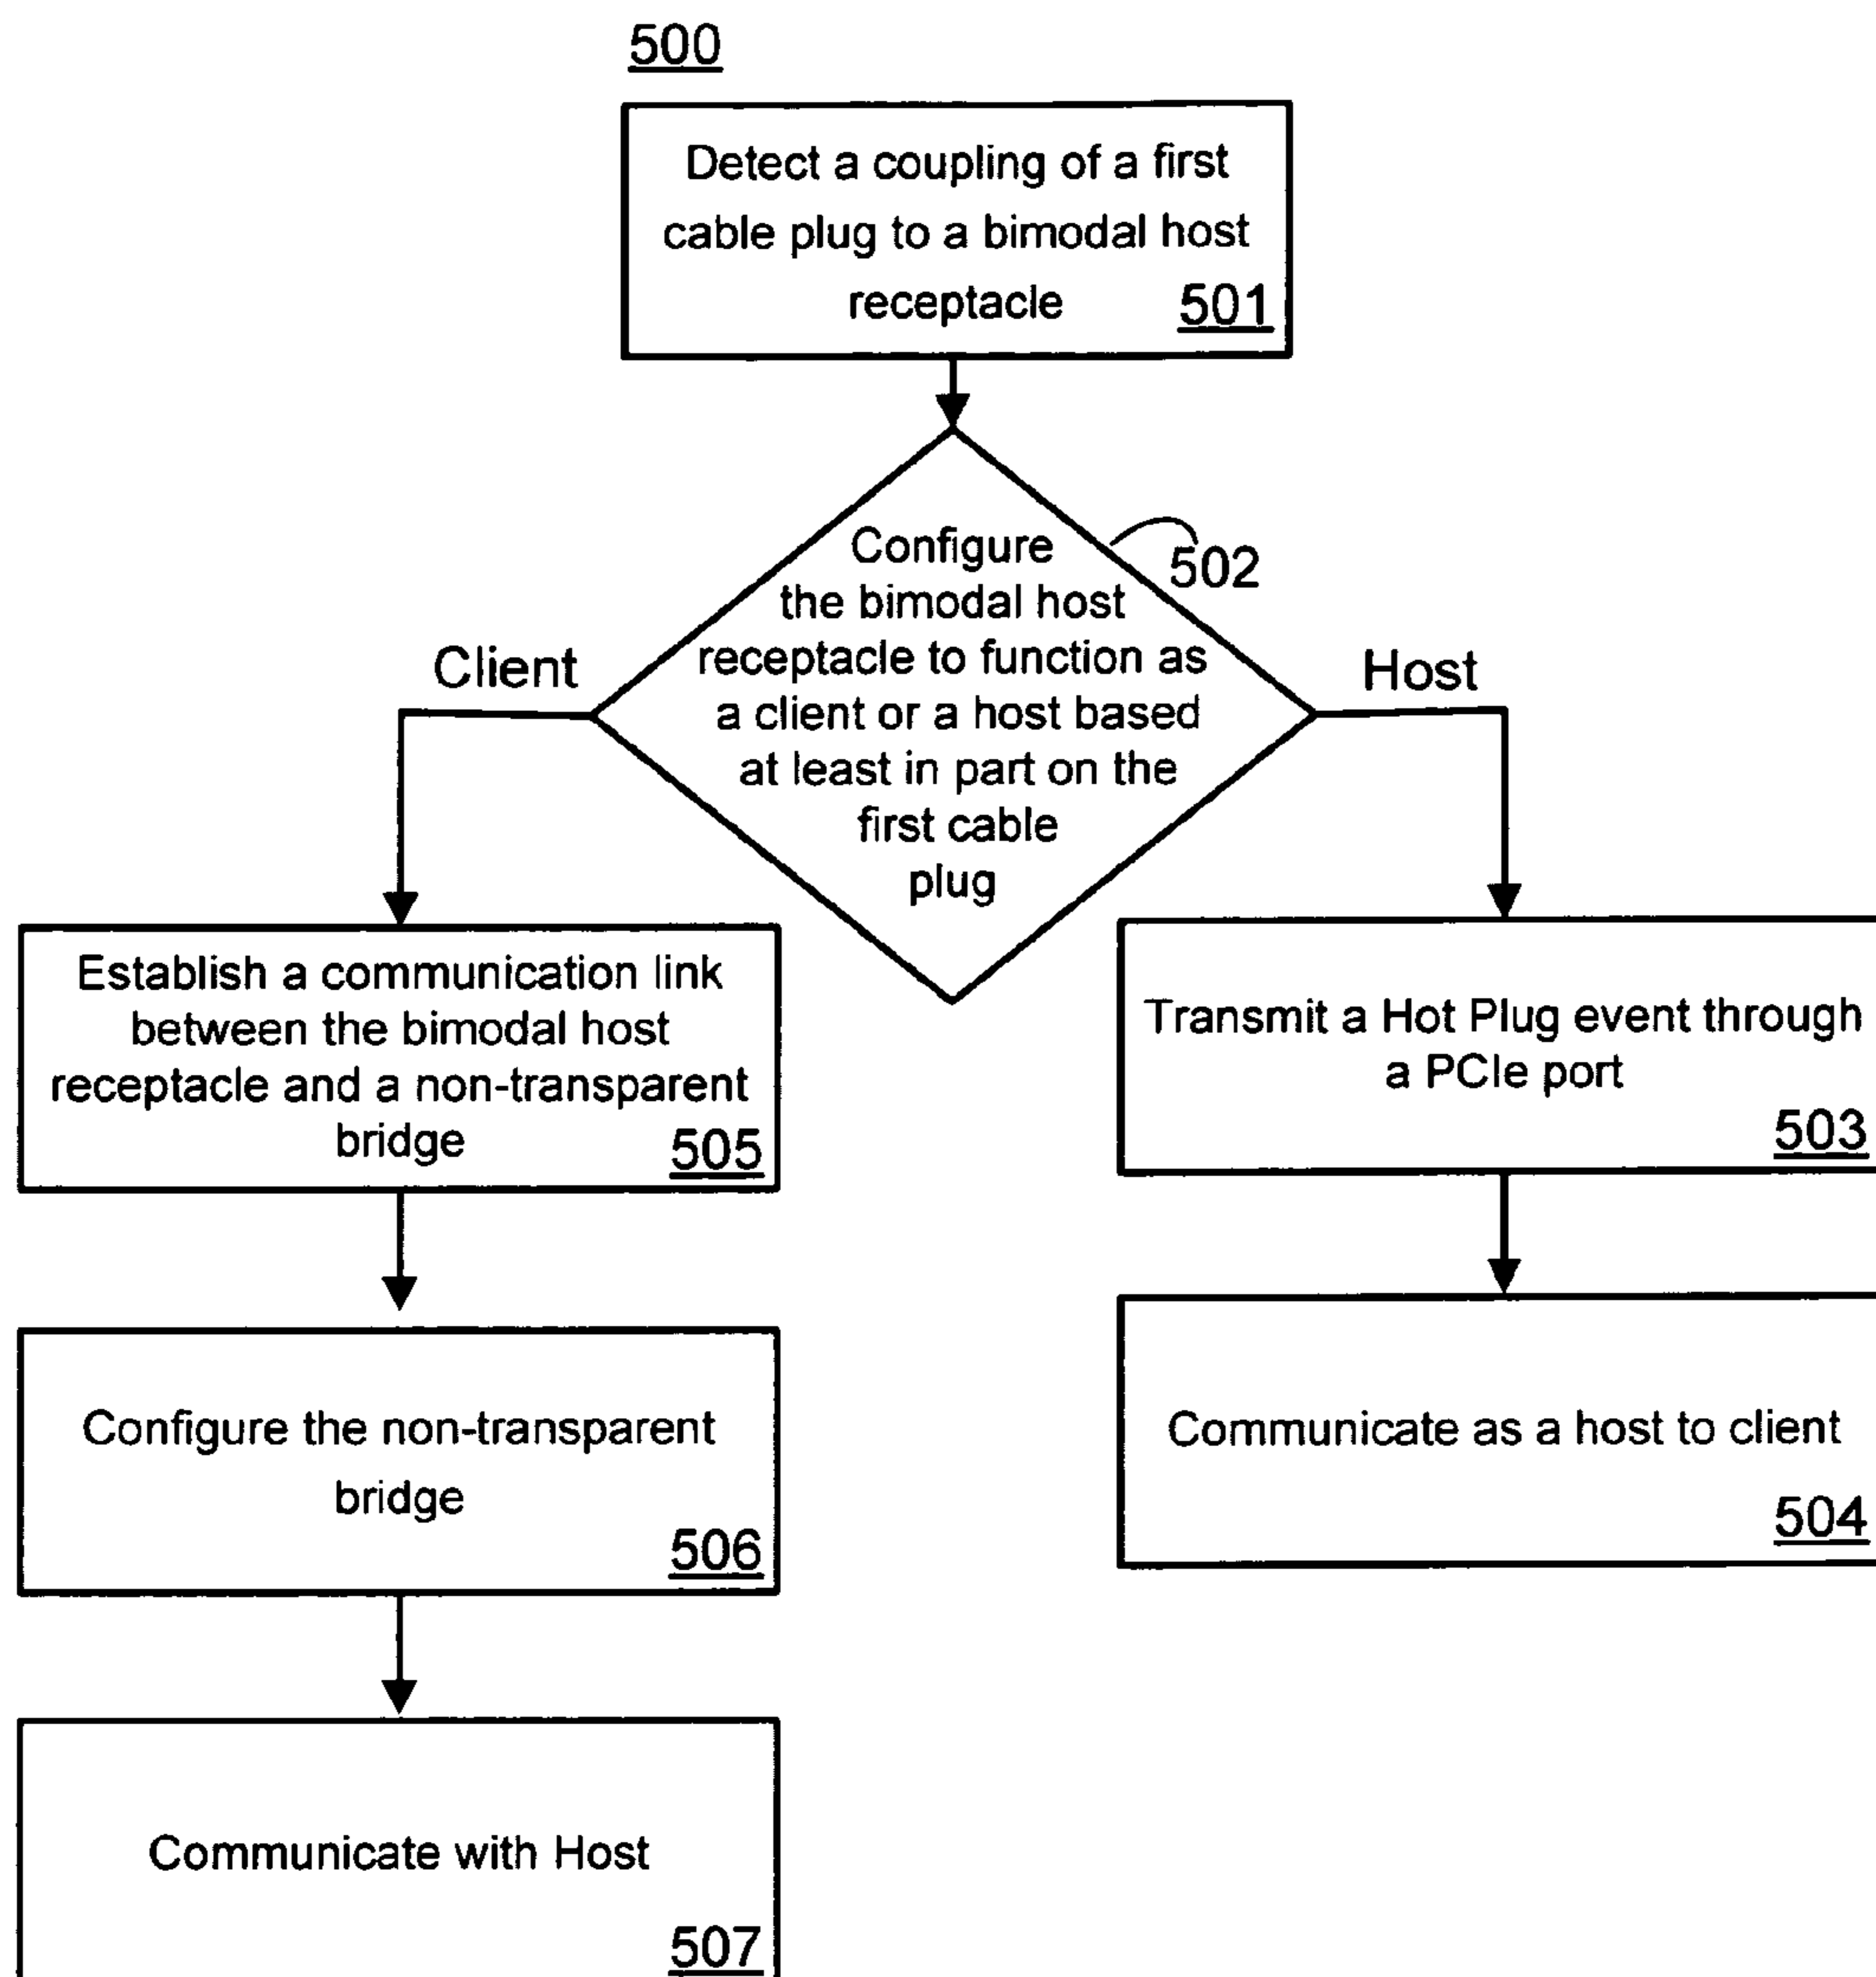 500
Detect a coupling of a first
cable plug to a bimodal host
receptacle 501
Configure
the bimodal host
receptacle to function as
a client or a host based
at least in part on the
first cable
plug
502
Client
Host
Establish a communication link
between the bimodal host
receptacle and a non-transparent
bridge 505
Transmit a Hot Plug event through
a PCIe port
503
Configure the non-transparent
bridge
506
Communicate as a host to client
504
Communicate with Host
507